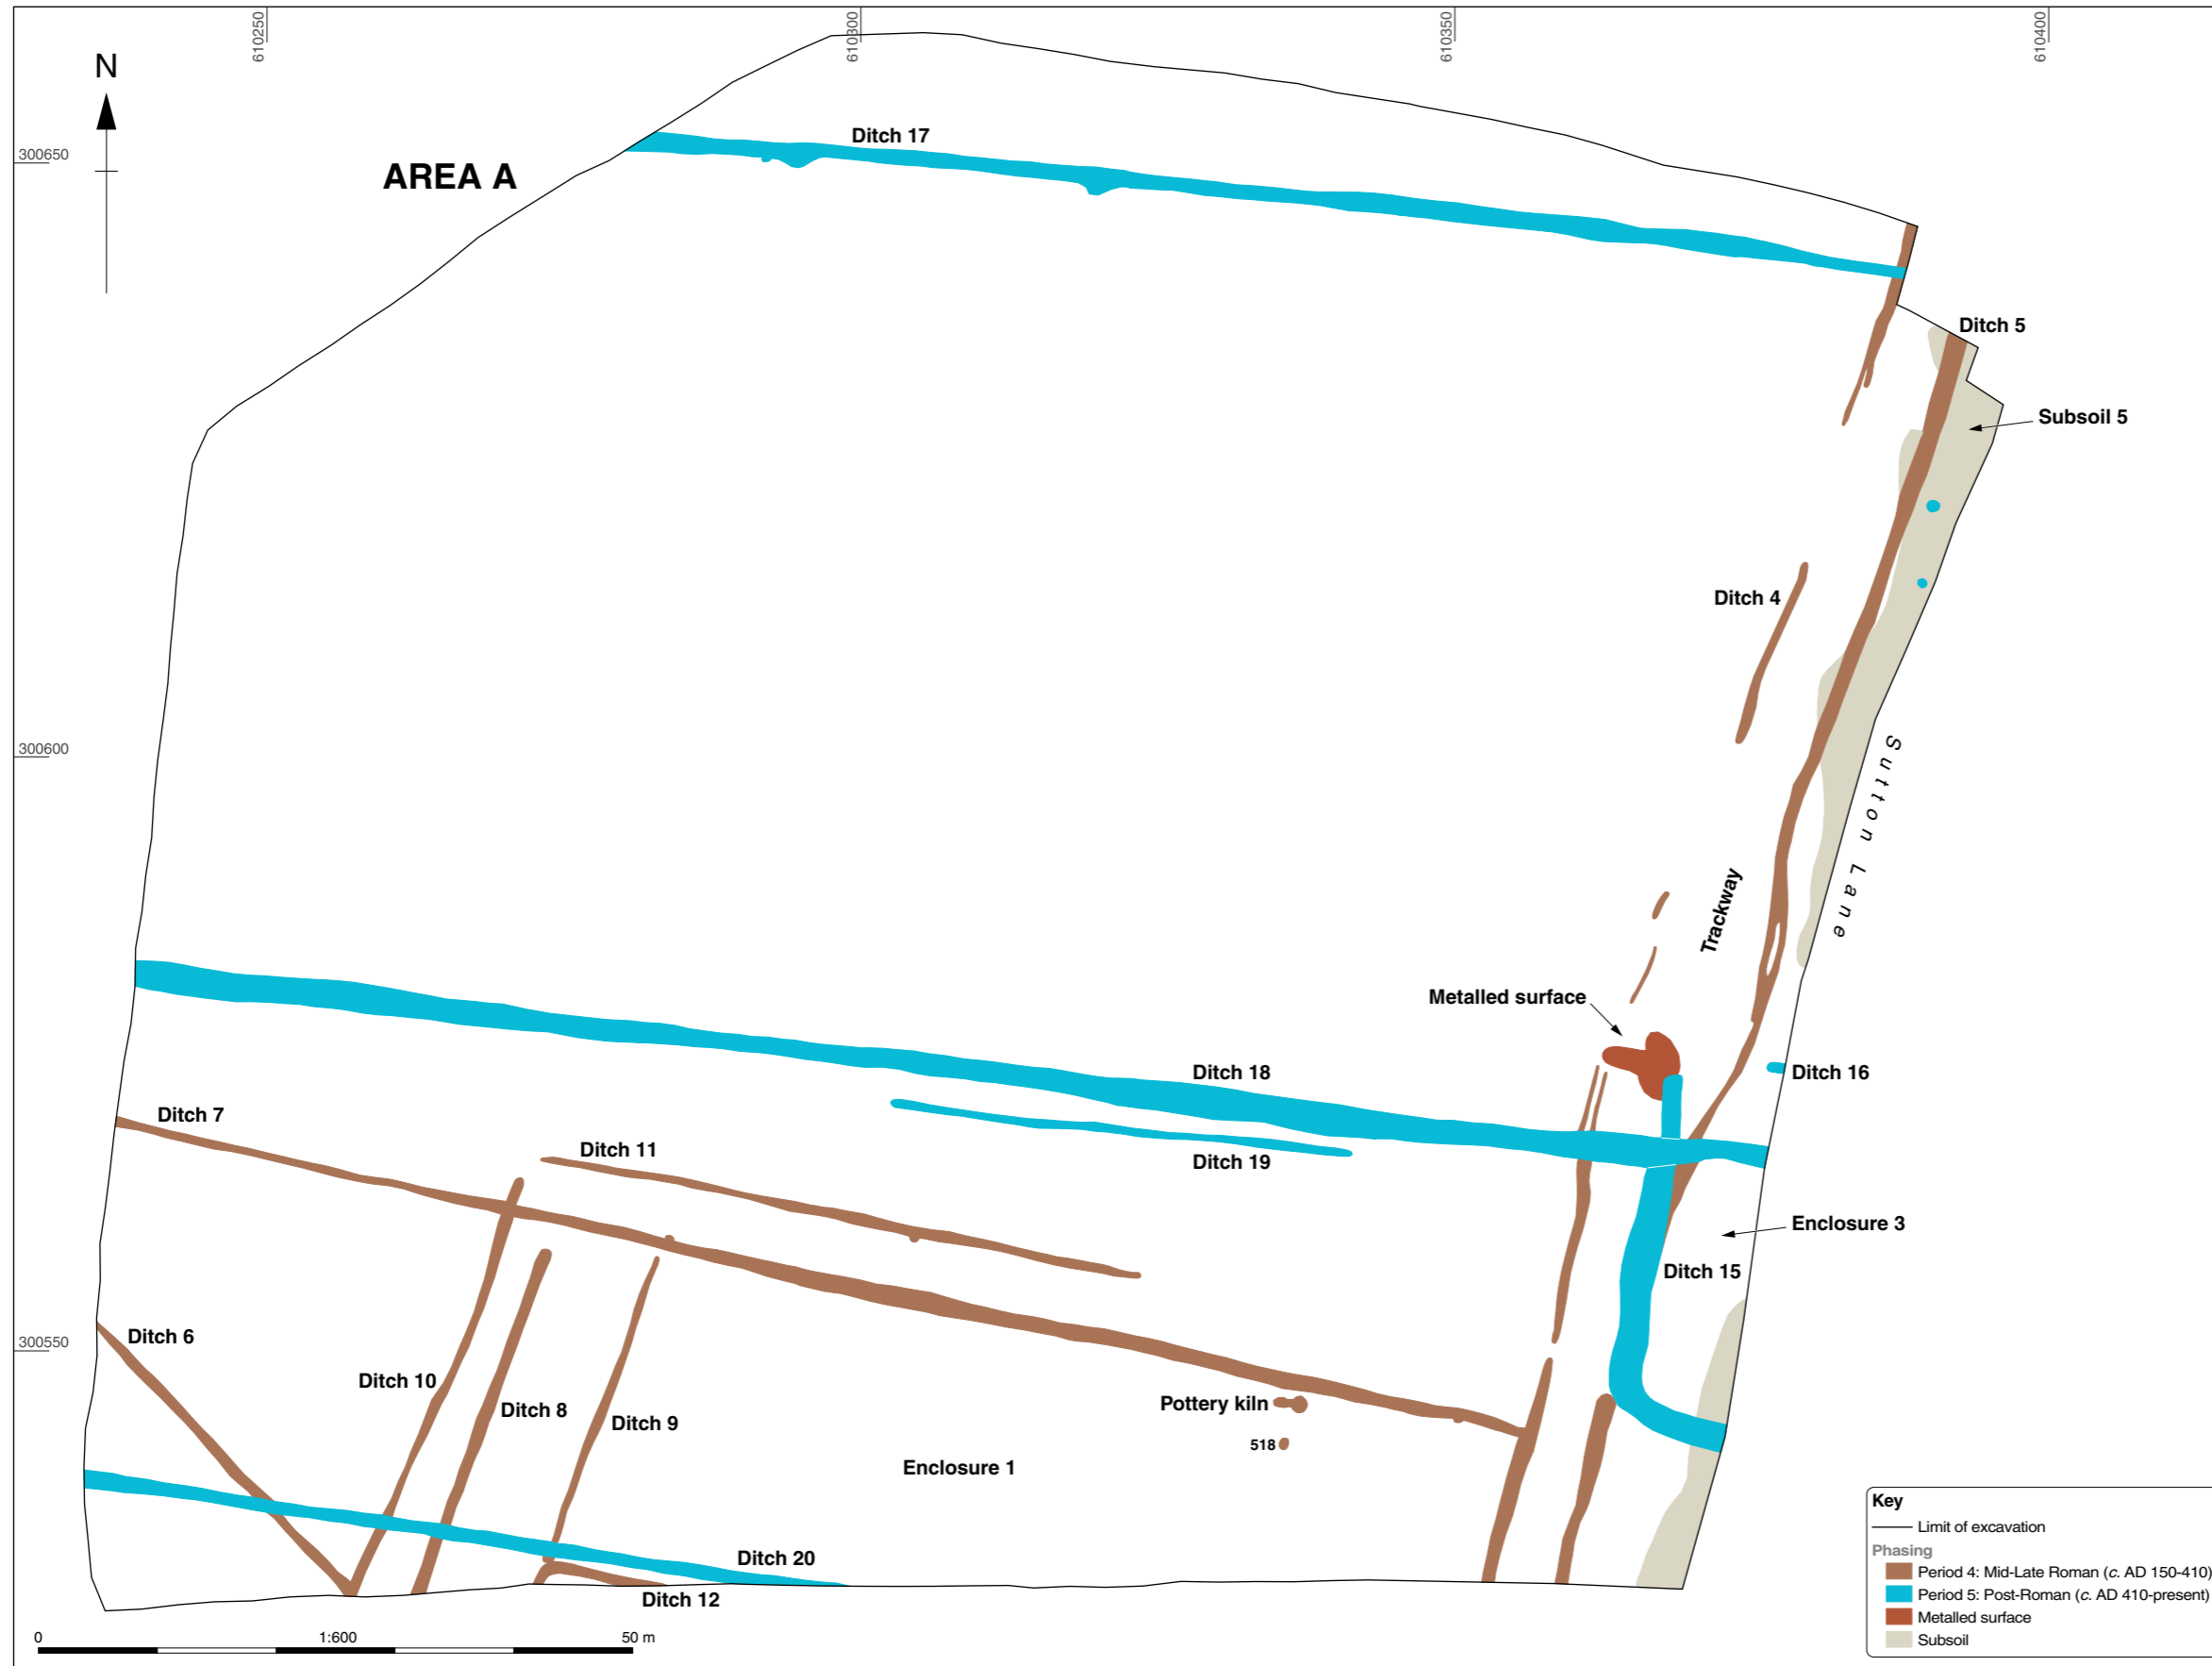 610250
610300
610350
610400
N
300650
AREA A
Ditch 17
Ditch 5
Subsoil 5
Ditch 4
300600
Sutton Lane
Trackway
Metalled surface
Ditch 18
Ditch 16
Ditch 7
Ditch 11
Ditch 19
Enclosure 3
Ditch 15
Ditch 6
300550
Ditch 10
Ditch 8
Ditch 9
Pottery kiln
518
Enclosure 1
Ditch 20
Ditch 12
0 1:600 50 m
Key
Limit of excavation
Phasing
Period 4: Mid-Late Roman (c. AD 150-410)
Period 5: Post-Roman (c. AD 410-present)
Metalled surface
Subsoil